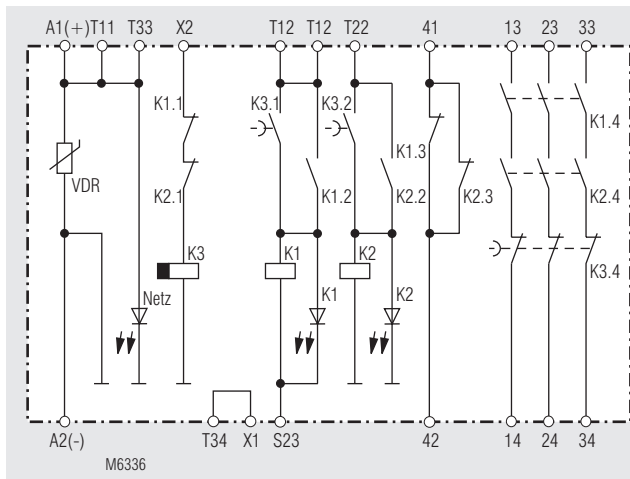 A1(+) T11 T33 X2 T12 T12 T22 41 13 23 33
K1.1 K3.1 K3.2 K1.4
VDR K2.1 K1.2 K1.3 K2.2 K2.3 K2.4
K3 K1 K2 K3.4
Netz K1 K2
A2(-) T34 X1 S23 42 14 24 34
M6336